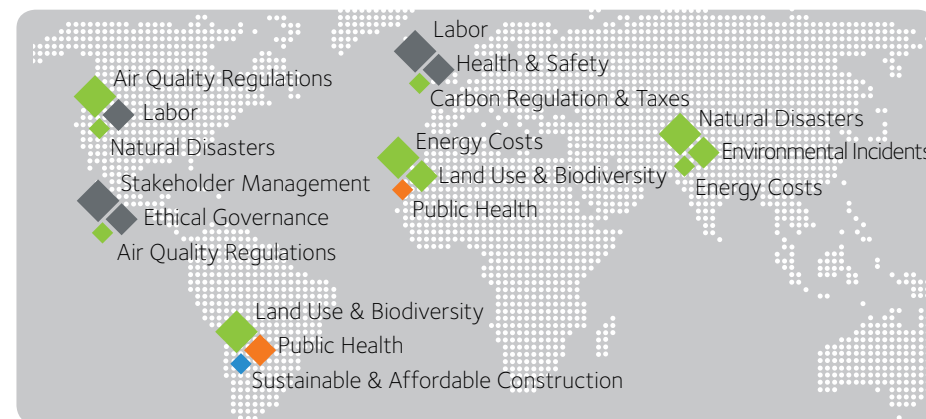 Air Quality Regulations
Labor
Natural Disasters
Stakeholder Management
Ethical Governance
Air Quality Regulations
Land Use & Biodiversity
Public Health
Sustainable & Affordable Construction
Labor
Health & Safety
Carbon Regulation & Taxes
Energy Costs
Land Use & Biodiversity
Public Health
Natural Disasters
Environmental Incidents
Energy Costs